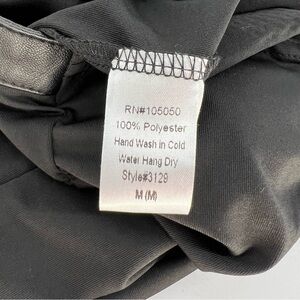 RN#105050
100% Polyester
Hand Wash in Cold
Water Hang Dry
Style#3129
M (M)